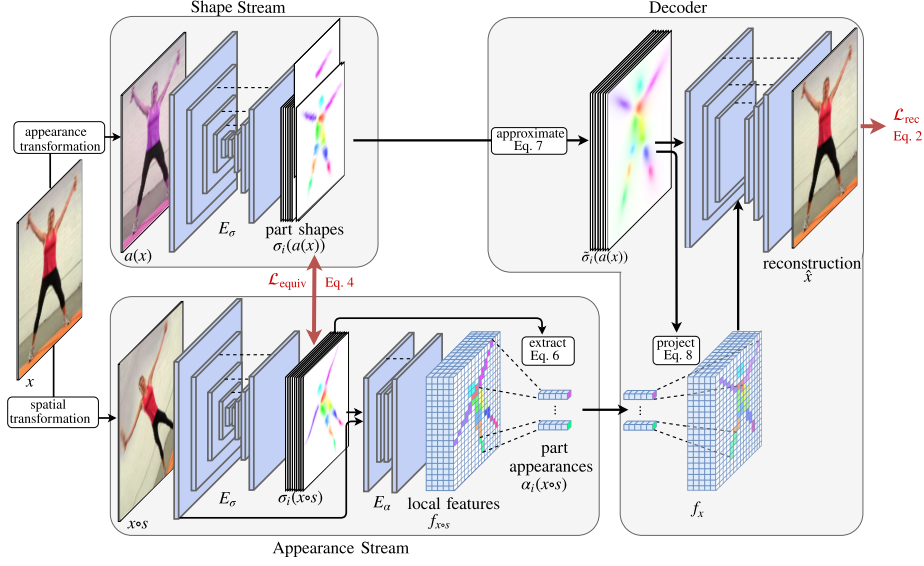 Shape Stream
Decoder
appearance
transformation
a(x)
E_σ
part shapes
σ_i(a(x))
approximate
Eq. 7
σ̃_i(a(x))
reconstruction
x̂
ℒ_rec
Eq. 2
x
ℒ_equiv
Eq. 4
spatial
transformation
x∘s
E_σ
σ_i(x∘s)
E_α
local features
f_{x∘s}
extract
Eq. 6
part
appearances
α_i(x∘s)
project
Eq. 8
f_x
Appearance Stream